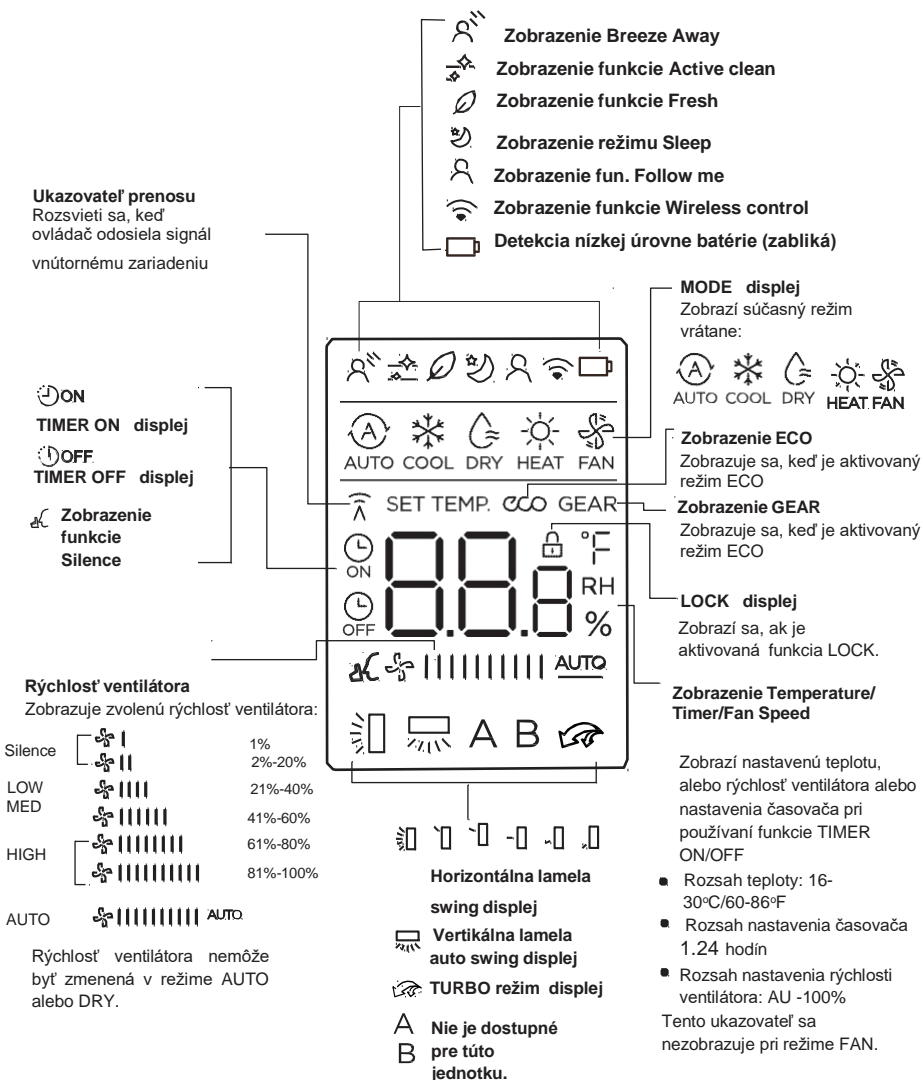 Zobrazenie Breeze Away
Zobrazenie funkcie Active clean
Zobrazenie funkcie Fresh
Zobrazenie režimu Sleep
Zobrazenie fun. Follow me
Zobrazenie funkcie Wireless control
Detekcia nízkej úrovne batérie (zabliká)
Ukazovateľ prenosu
Rozsvieti sa, keď
ovládač odosiela signál
vnútornému zariadeniu
ON
TIMER ON displej
OFF
TIMER OFF displej
Zobrazenie
funkcie
Silence
AUTO COOL DRY HEAT FAN
SET TEMP. eco GEAR
ON
OFF
88.8
°F
RH
%
AUTO
A B
MODE displej
Zobrazí súčasný režim
vrátane:
A
AUTO COOL DRY HEAT FAN
Zobrazenie ECO
Zobrazuje sa, keď je aktivovaný
režim ECO
Zobrazenie GEAR
Zobrazuje sa, keď je aktivovaný
režim ECO
LOCK displej
Zobrazí sa, ak je
aktivovaná funkcia LOCK.
Zobrazenie Temperature/
Timer/Fan Speed
Zobrazí nastavenú teplotu,
alebo rýchlosť ventilátora alebo
nastavenia časovača pri
používaní funkcie TIMER
ON/OFF
Rozsah teploty: 16-
30°C/60-86°F
Rozsah nastavenia časovača
1.24 hodín
Rozsah nastavenia rýchlosti
ventilátora: AU -100%
Tento ukazovateľ sa
nezobrazuje pri režime FAN.
Rýchlosť ventilátora
Zobrazuje zvolenú rýchlosť ventilátora:
Silence
1%
2%-20%
LOW
21%-40%
MED
41%-60%
HIGH
61%-80%
81%-100%
AUTO AUTO
Rýchlosť ventilátora nemôže
byť zmenená v režime AUTO
alebo DRY.
Horizontálna lamela
swing displej
Vertikálna lamela
auto swing displej
TURBO režim displej
A Nie je dostupné
B pre túto
jednotku.